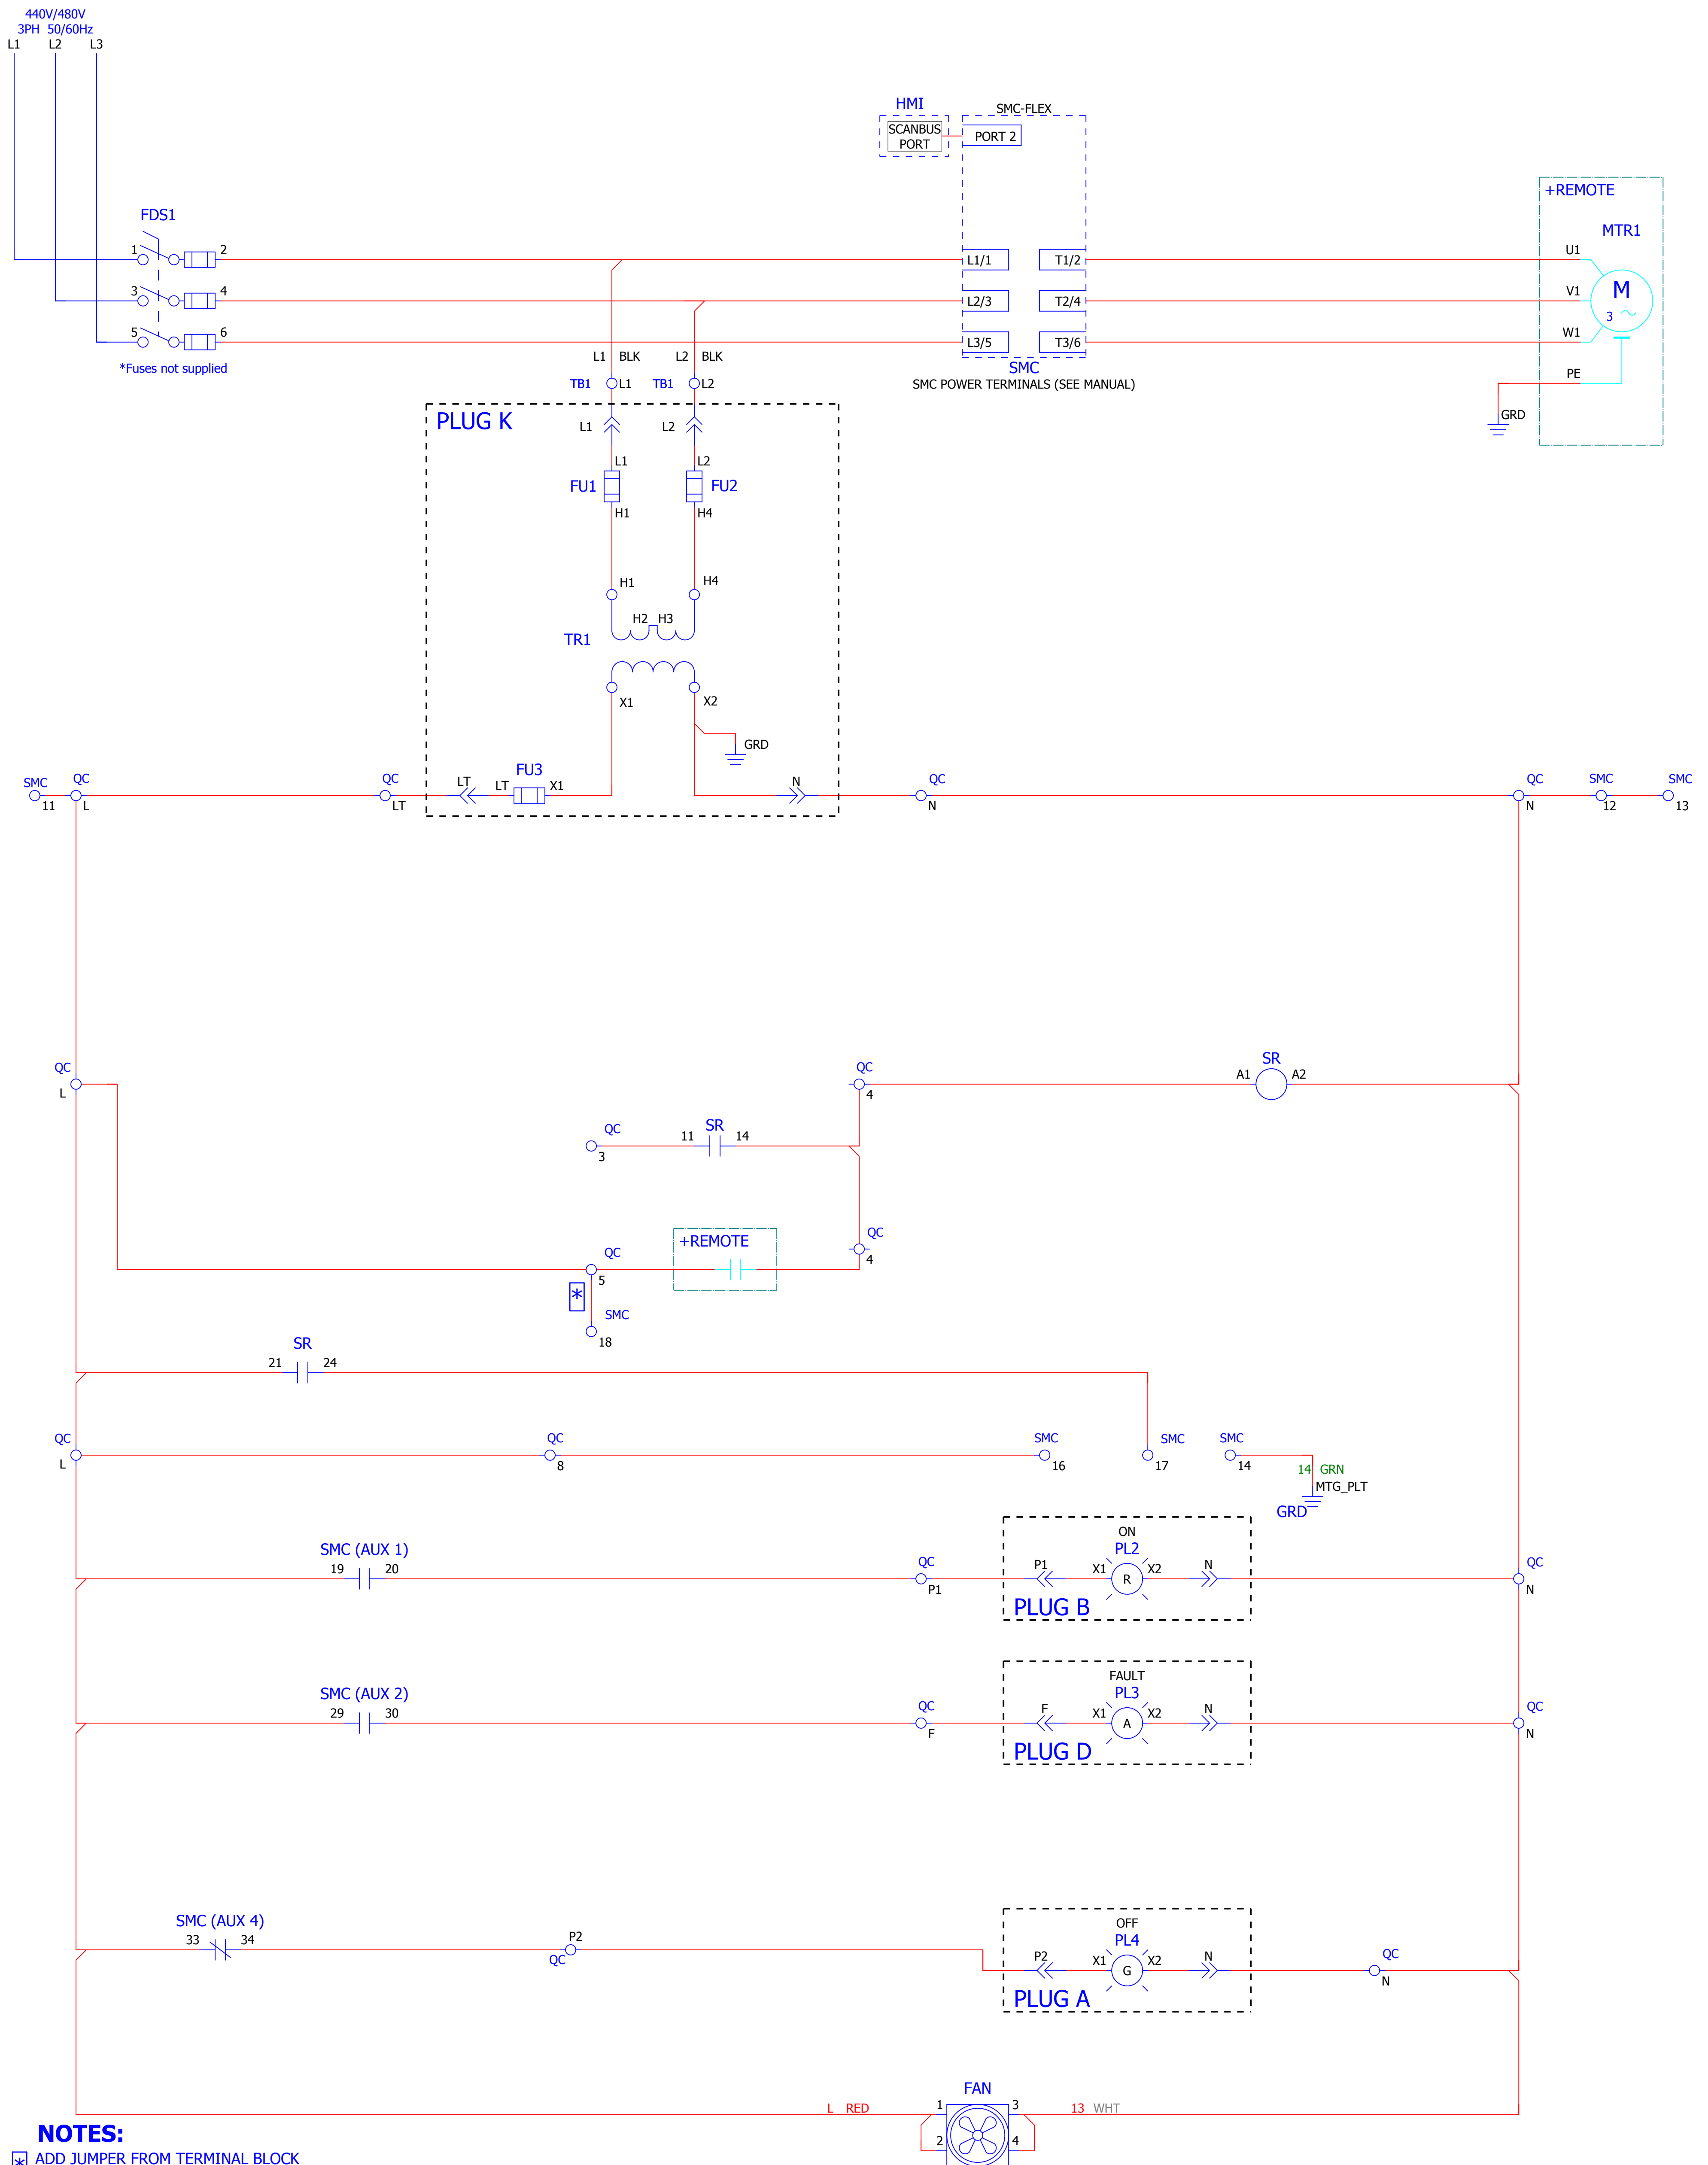 440V/480V
3PH 50/60Hz
L1 L2 L3
HMI
SCANBUS
PORT
SMC-FLEX
PORT 2
+REMOTE
MTR1
FDS1
1 2
L1/1 T1/2
U1
3 4
L2/3 T2/4
V1
M
3
5 6
L3/5 T3/6
W1
*Fuses not supplied
L1 BLK L2 BLK
SMC
SMC POWER TERMINALS (SEE MANUAL)
PE
GRD
TB1 L1 TB1 L2
PLUG K
L1 L2
L1 L2
FU1 FU2
H1 H4
H1 H4
H2 H3
TR1
X1 X2
GRD
SMC QC QC FU3 QC QC SMC SMC
LT LT X1 N
11 L LT N N 12 13
QC QC SR
A1 A2
L 4
QC SR
11 14
3
QC
+REMOTE
QC
4
5
*
SMC
18
SR
21 24
QC QC SMC SMC SMC
L 8 16 17 14
14 GRN
MTG_PLT
GRD
ON
SMC (AUX 1) PL2
19 20 QC P1 X1 X2 N QC
R
P1 N
PLUG B
FAULT
SMC (AUX 2) PL3
29 30 QC F X1 X2 N QC
A
F N
PLUG D
OFF
SMC (AUX 4) PL4
33 34 P2
QC
P2 X1 X2 N QC
G
N
PLUG A
FAN
L RED 1 3 13 WHT
2 4
NOTES:
* ADD JUMPER FROM TERMINAL BLOCK